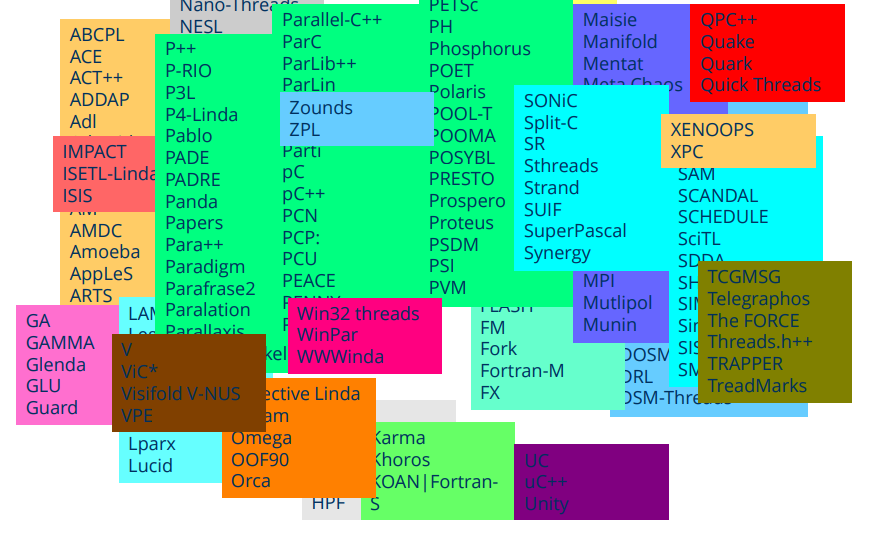 Nano-Threads
NESL
ABCPL
ACE
ACT++
ADDAP
Adl
AMDC
Amoeba
AppLeS
ARTS
IMPACT
ISETL-Linda
ISIS
P++
P-RIO
P3L
P4-Linda
Pablo
PADE
PADRE
Panda
Papers
Para++
Paradigm
Parafrase2
Paralation
Parallaxis
Parallel-C++
ParC
ParLib++
ParLin
Parti
pC
pC++
PCN
PCP:
PCU
PEACE
PETSc
PH
Phosphorus
POET
Polaris
POOL-T
POOMA
POSYBL
PRESTO
Prospero
Proteus
PSDM
PSI
PVM
Zounds
ZPL
Maisie
Manifold
Mentat
Meta Chaos
MPI
Mutlipol
Munin
QPC++
Quake
Quark
Quick Threads
SONiC
Split-C
SR
Sthreads
Strand
SUIF
SuperPascal
Synergy
XENOOPS
XPC
SAM
SCANDAL
SCHEDULE
SciTL
SDDA
TCGMSG
Telegraphos
The FORCE
Threads.h++
TRAPPER
TreadMarks
DSM-Threads
GA
GAMMA
Glenda
GLU
Guard
V
ViC*
Visifold V-NUS
VPE
Lparx
Lucid
Win32 threads
WinPar
WWWinda
FLASH
FM
Fork
Fortran-M
FX
Linda
Omega
OOF90
Orca
HPF
Karma
Khoros
KOAN|Fortran-
S
UC
uC++
Unity